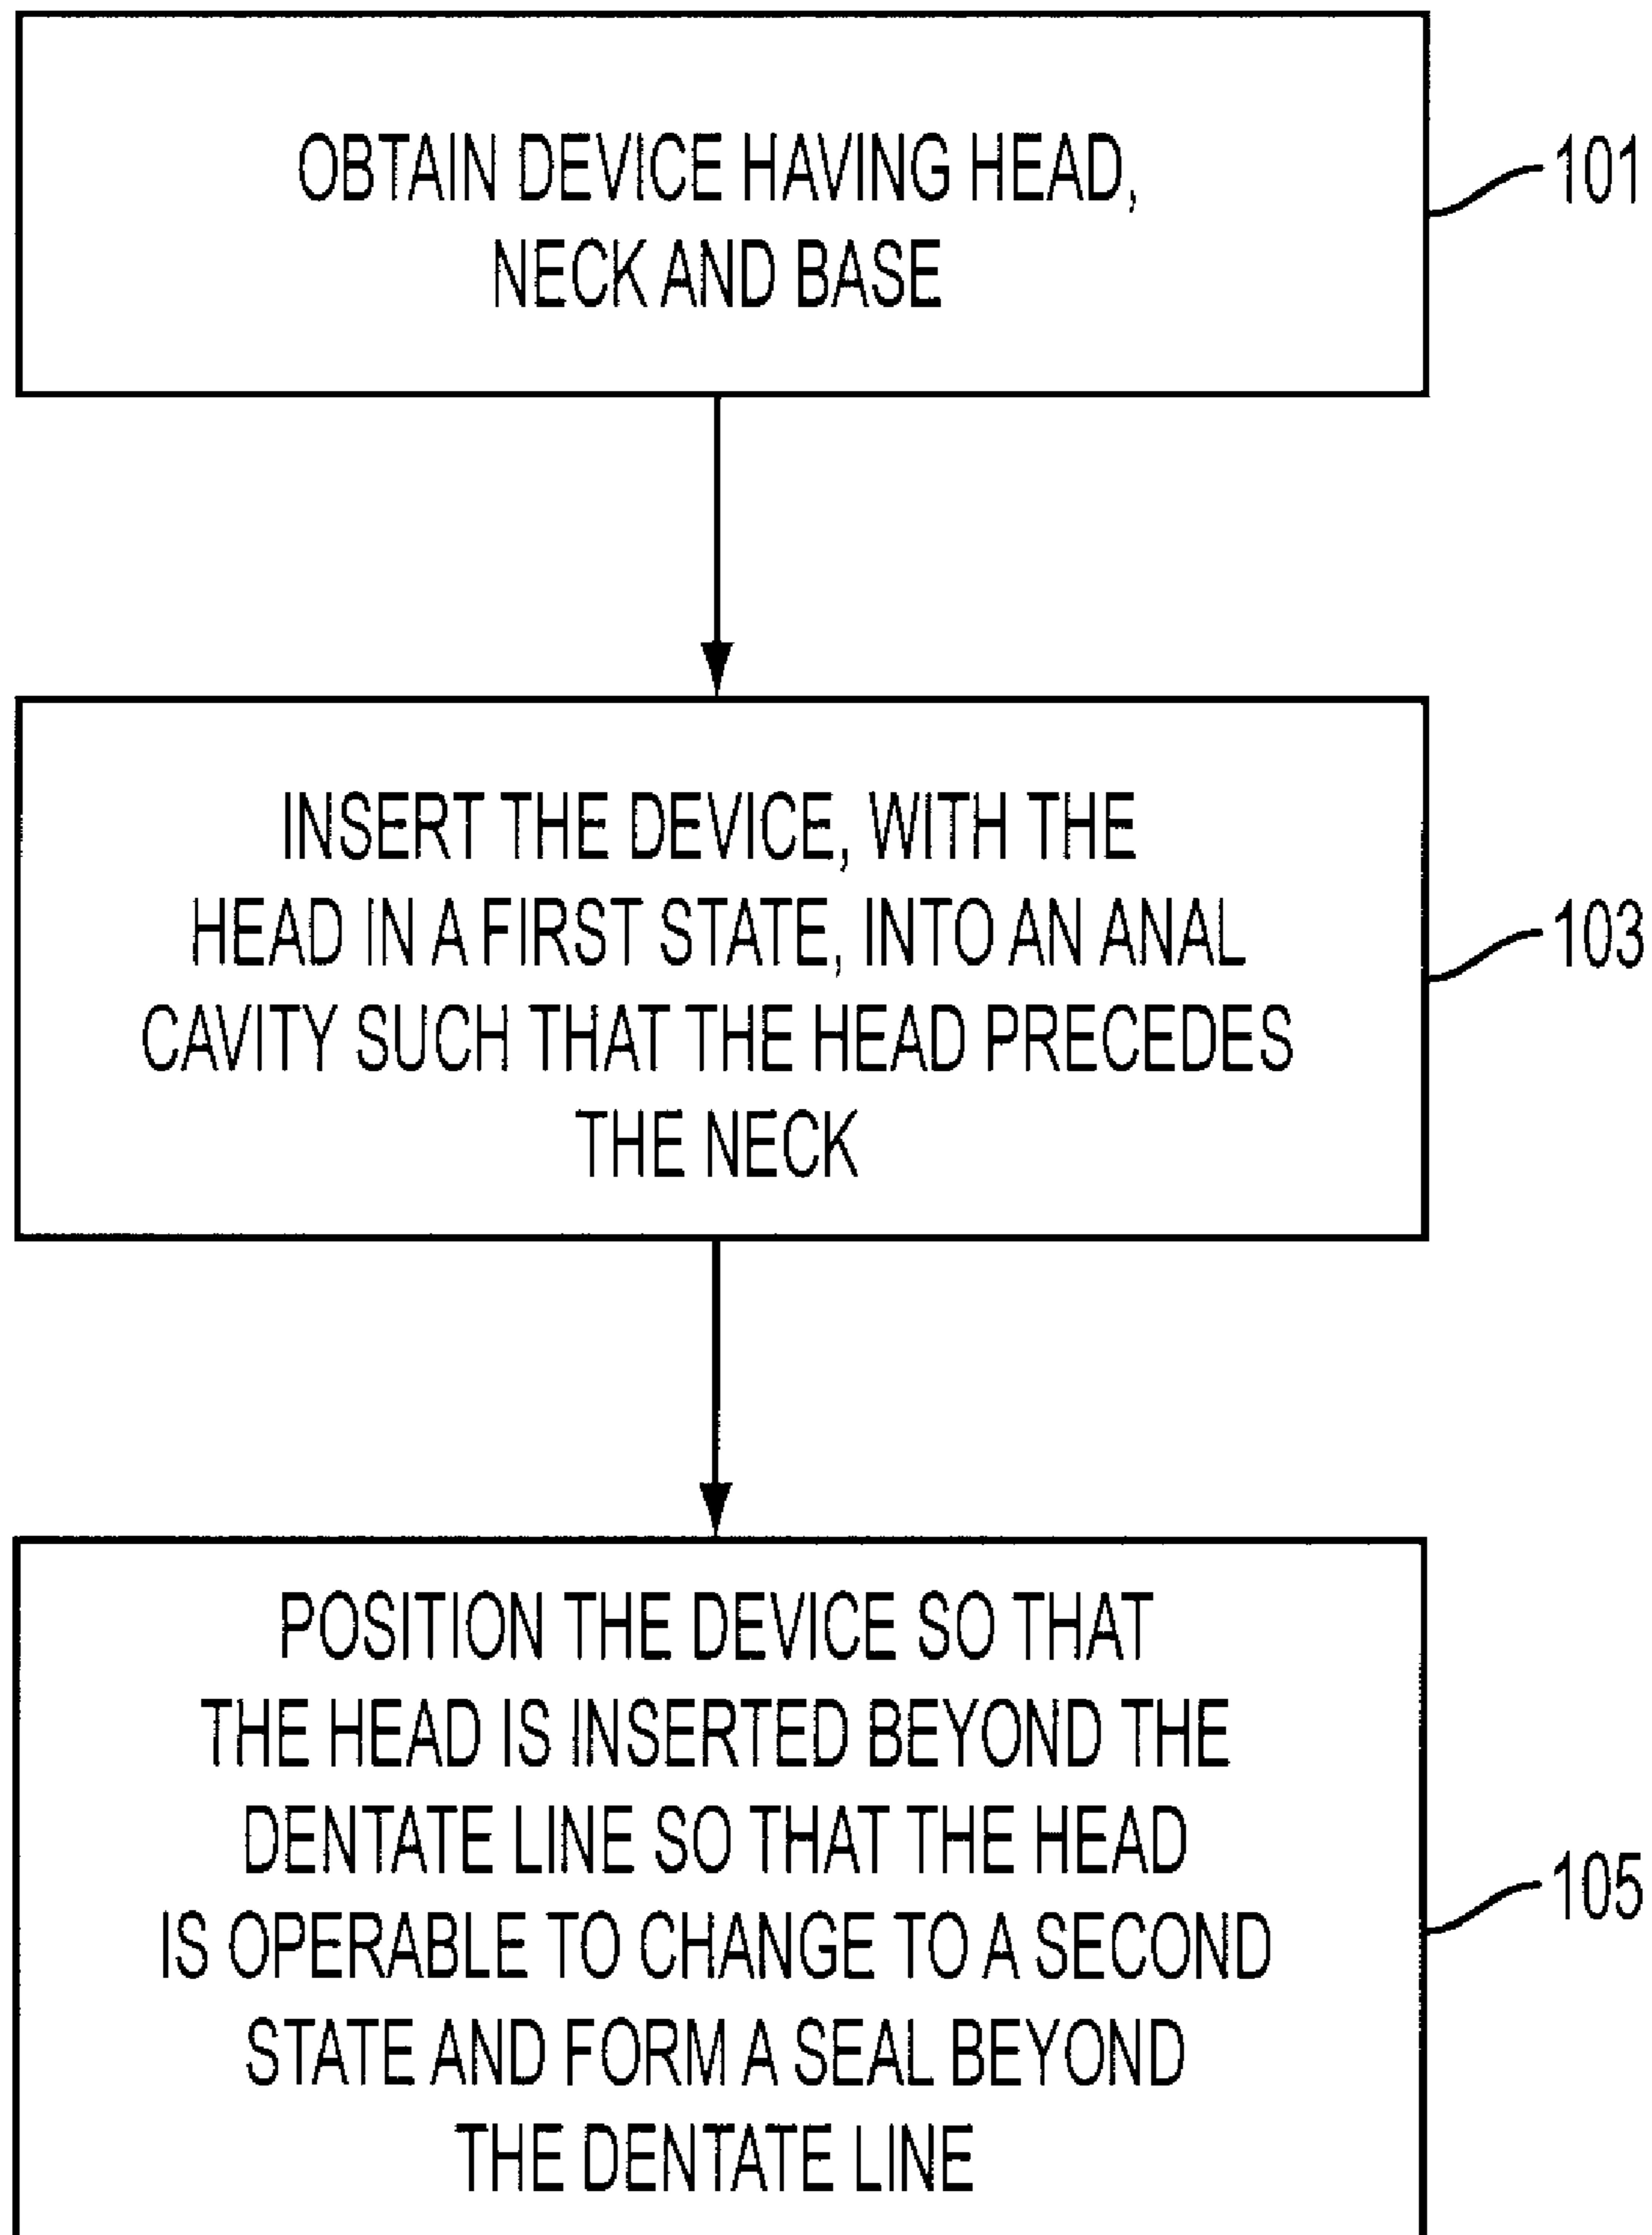 OBTAIN DEVICE HAVING HEAD,
NECK AND BASE
101
INSERT THE DEVICE, WITH THE
HEAD IN A FIRST STATE, INTO AN ANAL
CAVITY SUCH THAT THE HEAD PRECEDES
THE NECK
103
POSITION THE DEVICE SO THAT
THE HEAD IS INSERTED BEYOND THE
DENTATE LINE SO THAT THE HEAD
IS OPERABLE TO CHANGE TO A SECOND
STATE AND FORM A SEAL BEYOND
THE DENTATE LINE
105